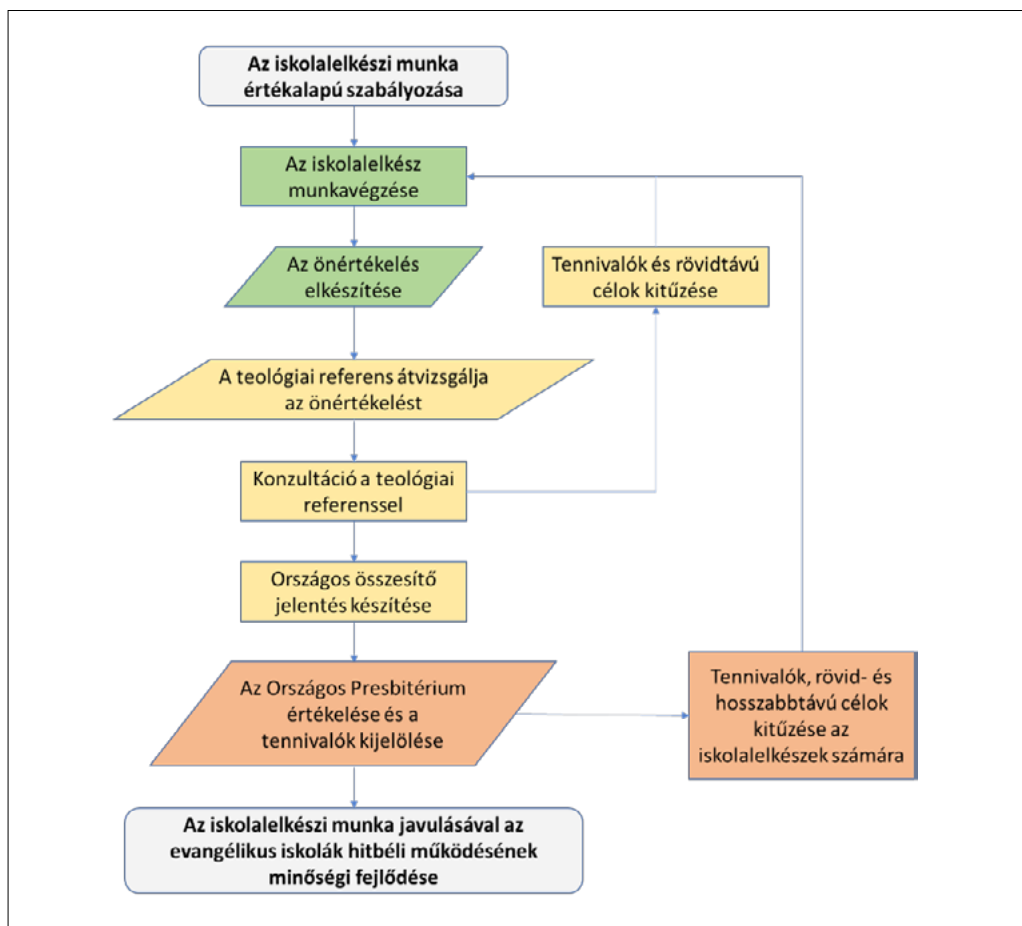 Az iskolalelkészi munka
értékalapú szabályozása
Az iskolalelkész
munkavégzése
Az önértékelés
elkészítése
Tennivalók és rövidtávú
célok kitűzése
A teológiai referens átvizsgálja
az önértékelést
Konzultáció a teológiai
referenssel
Országos összesítő
jelentés készítése
Az Országos Presbitérium
értékelése és a
tennivalók kijelölése
Tennivalók, rövid- és
hosszabbtávú célok
kitűzése az
iskolalelkészek számára
Az iskolalelkészi munka javulásával az
evangélikus iskolák hitbéli működésének
minőségi fejlődése